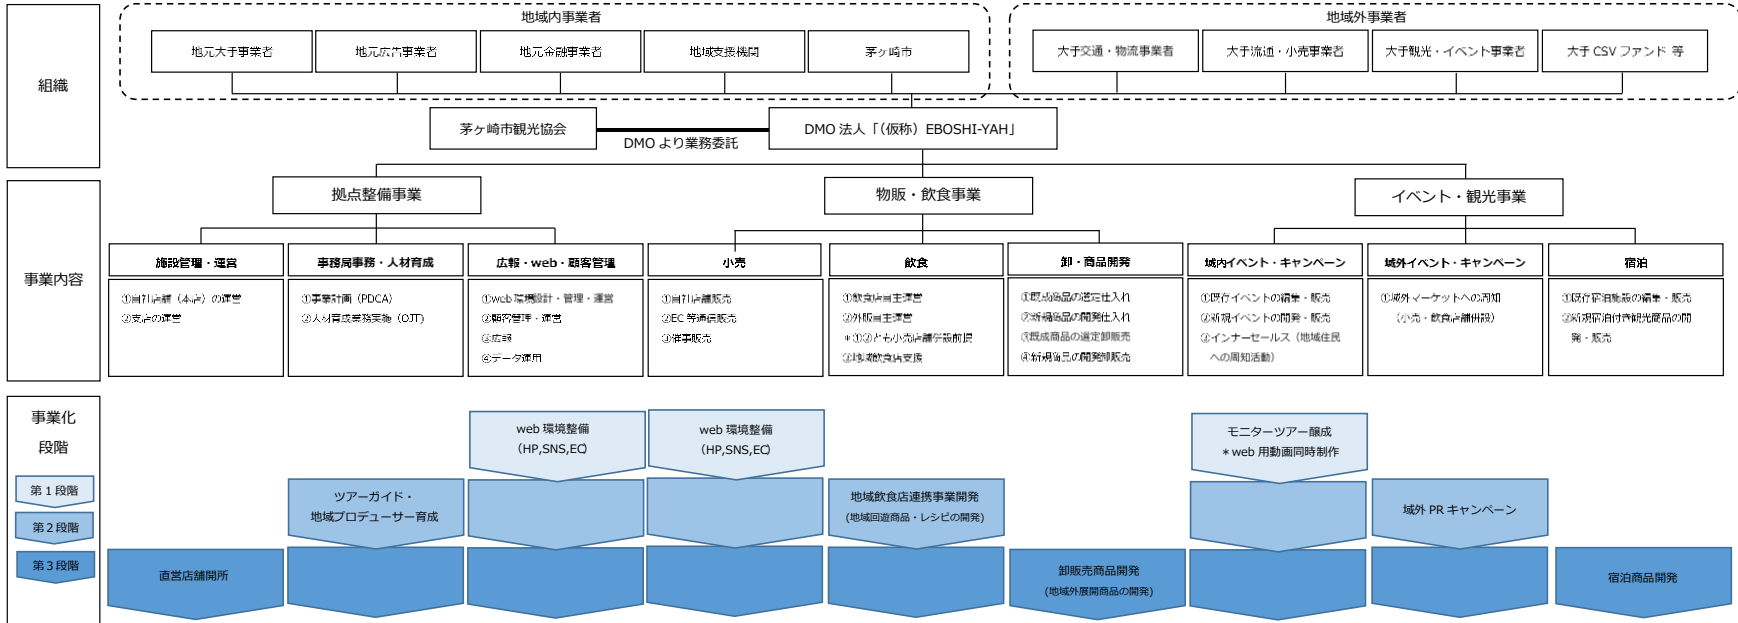 地域内事業者
地域外事業者
組織
地元大手事業者
地元広告事業者
地元金融事業者
地域支援機関
茅ヶ崎市
大手交通・物流事業者
大手流通・小売事業者
大手観光・イベント事業者
大手 CSV ファンド 等
茅ヶ崎市観光協会
DMO より業務委託
DMO 法人「(仮称) EBOSHI-YAH」
事業内容
拠点整備事業
物販・飲食事業
イベント・観光事業
施設管理・運営
①自社店舗（本店）の運営
②支店の運営
事務局事務・人材育成
①事業計画（PDCA）
②人材育成業務実施（OJT）
広報・web・顧客管理
①web 環境設計・管理・運営
②顧客管理・運営
③広報
④データ運用
小売
①自社店舗販売
②EC 等通信販売
③催事販売
飲食
①飲食店自主運営
②外販自主運営
＊①②とも小売店舗併設前提
③地域飲食店支援
卸・商品開発
①既成商品の選定仕入れ
②新規商品の開発仕入れ
③既成商品の選定卸販売
④新規商品の開発卸販売
域内イベント・キャンペーン
①既存イベントの編集・販売
②新規イベントの開発・販売
③インナーセールス（地域住民
への周知活動）
域外イベント・キャンペーン
①域外マーケットへの周知
（小売・飲食店舗併設）
宿泊
①既存宿泊施設の編集・販売
②新規宿泊付き観光商品の開
発・販売
事業化
段階
第１段階
第２段階
第３段階
web 環境整備
（HP,SNS,EC）
web 環境整備
（HP,SNS,EC）
モニターツアー醸成
＊web 用動画同時制作
ツアーガイド・
地域プロデューサー育成
地域飲食店連携事業開発
(地域回遊商品・レシピの開発)
域外 PR キャンペーン
直営店舗開所
卸販売商品開発
(地域外展開商品の開発)
宿泊商品開発